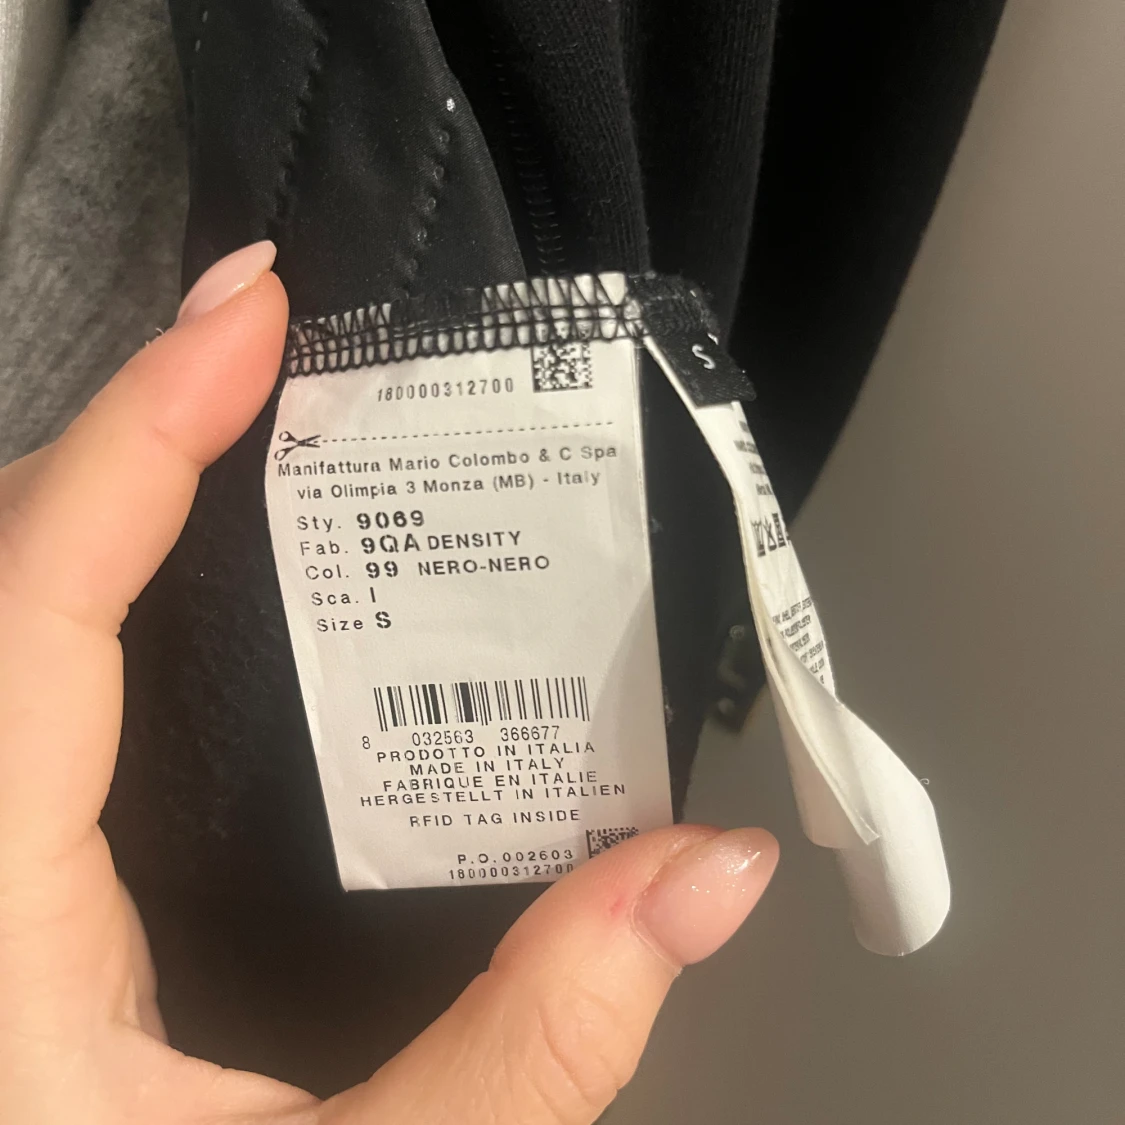 180000312700
Manifattura Mario Colombo & C Spa
via Olimpia 3 Monza (MB) - Italy
Sty. 9069
Fab. 9QA DENSITY
Col. 99 NERO-NERO
Sca. I
Size S
8 032563 366677
PRODOTTO IN ITALIA
MADE IN ITALY
FABRIQUE EN ITALIE
HERGESTELLT IN ITALIEN
RFID TAG INSIDE
P.O. 002603
180000312700
S